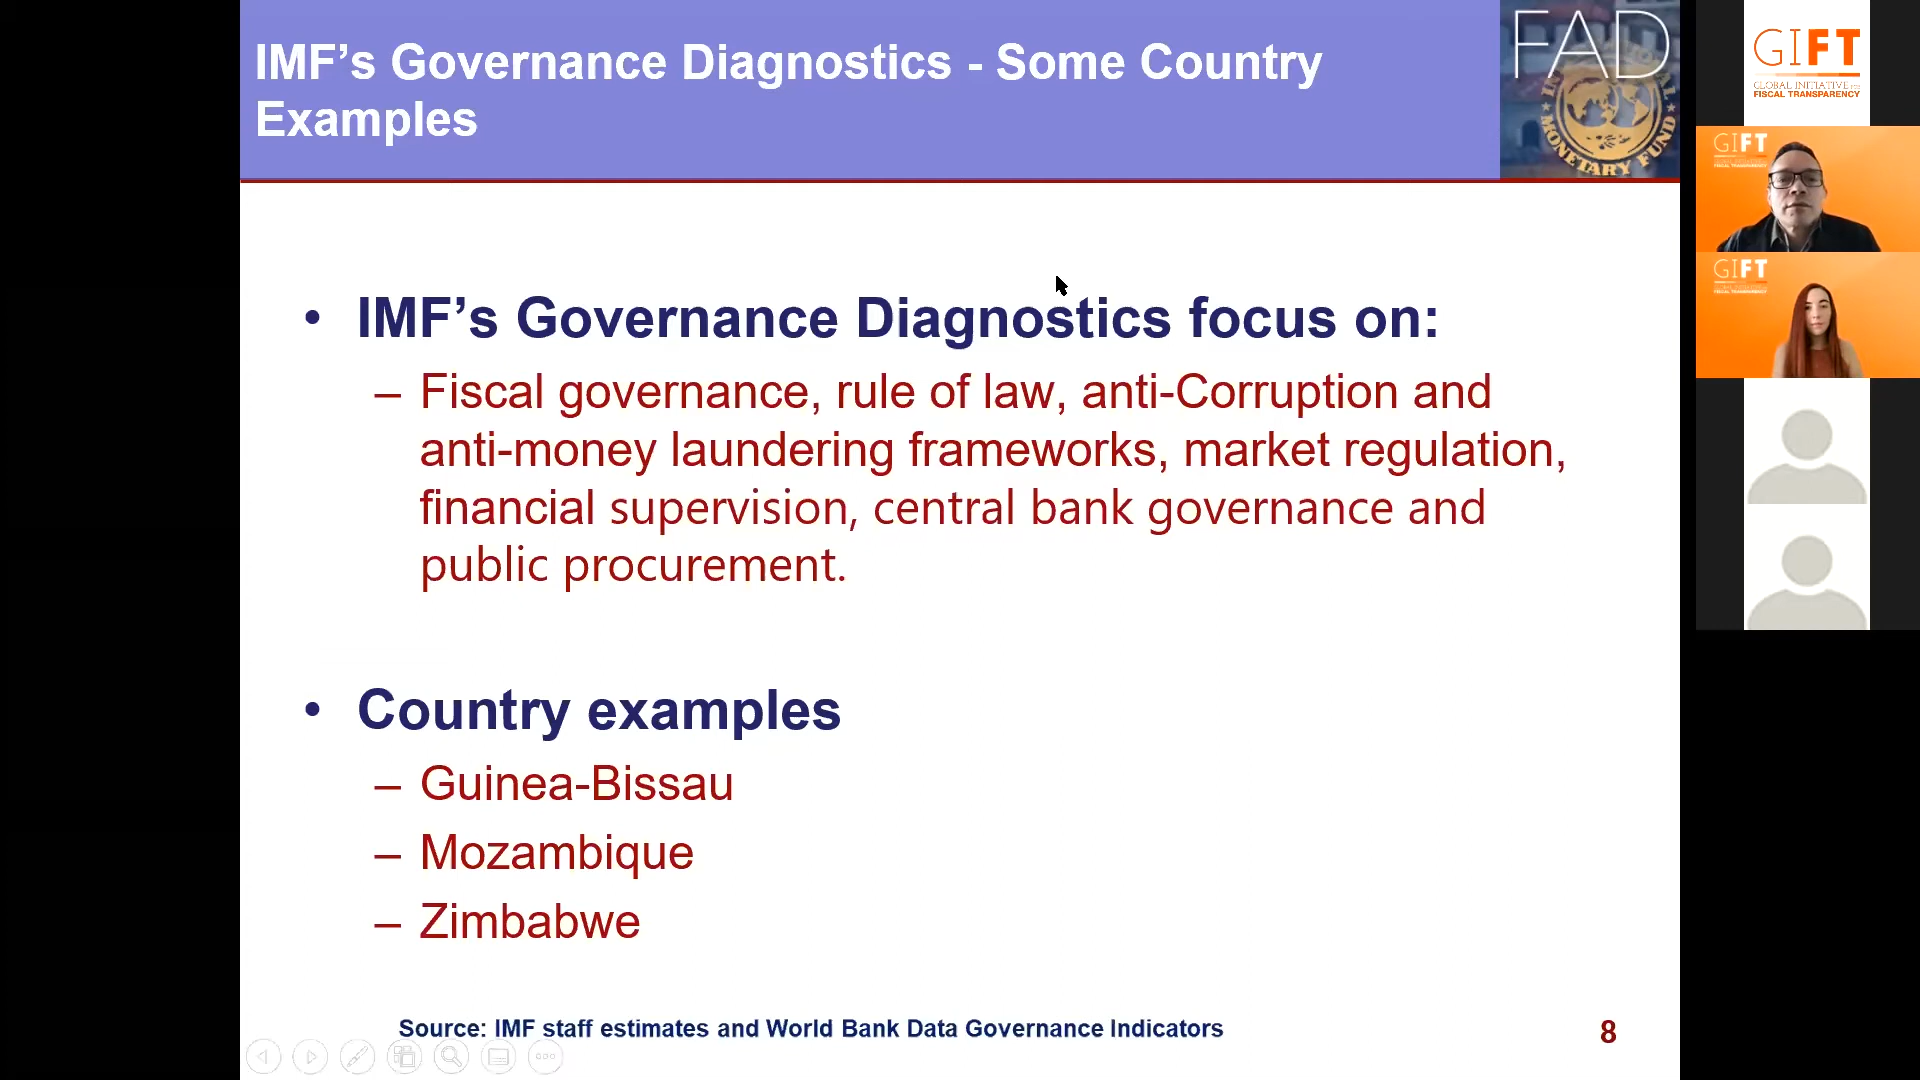 IMF’s Governance Diagnostics - Some Country
Examples
FAD
INTERNATIONAL MONETARY FUND
• IMF’s Governance Diagnostics focus on:
– Fiscal governance, rule of law, anti-Corruption and
anti-money laundering frameworks, market regulation,
financial supervision, central bank governance and
public procurement.
• Country examples
– Guinea-Bissau
– Mozambique
– Zimbabwe
Source: IMF staff estimates and World Bank Data Governance Indicators
8
GIFT
GLOBAL INITIATIVE FOR
FISCAL TRANSPARENCY
GIFT
GIFT